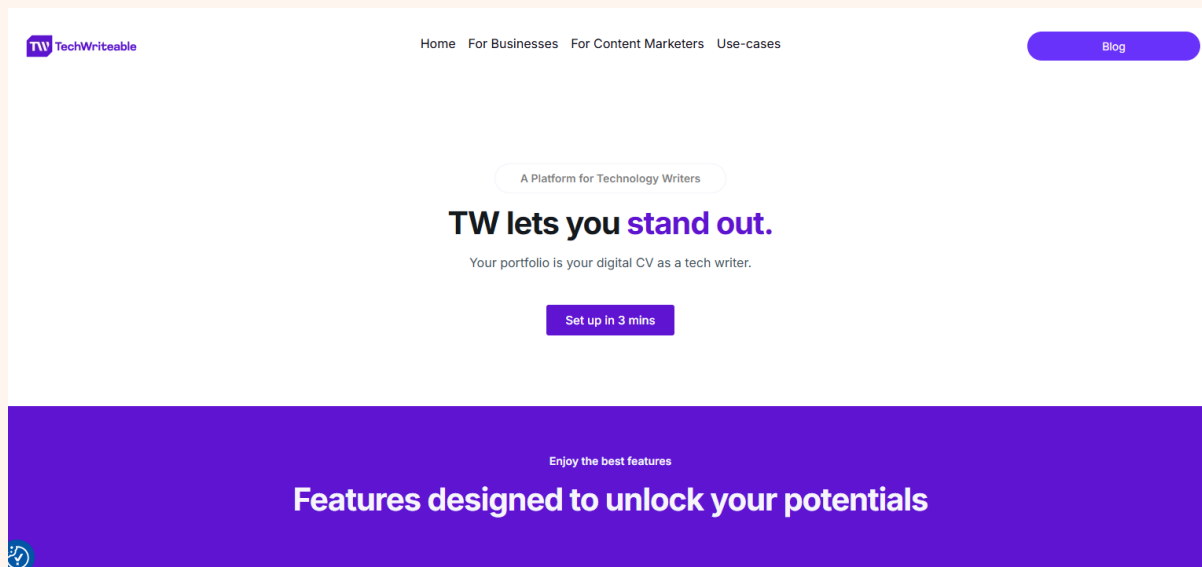 TW TechWriteable
Home For Businesses For Content Marketers Use-cases
Blog
A Platform for Technology Writers
TW lets you stand out.
Your portfolio is your digital CV as a tech writer.
Set up in 3 mins
Enjoy the best features
Features designed to unlock your potentials